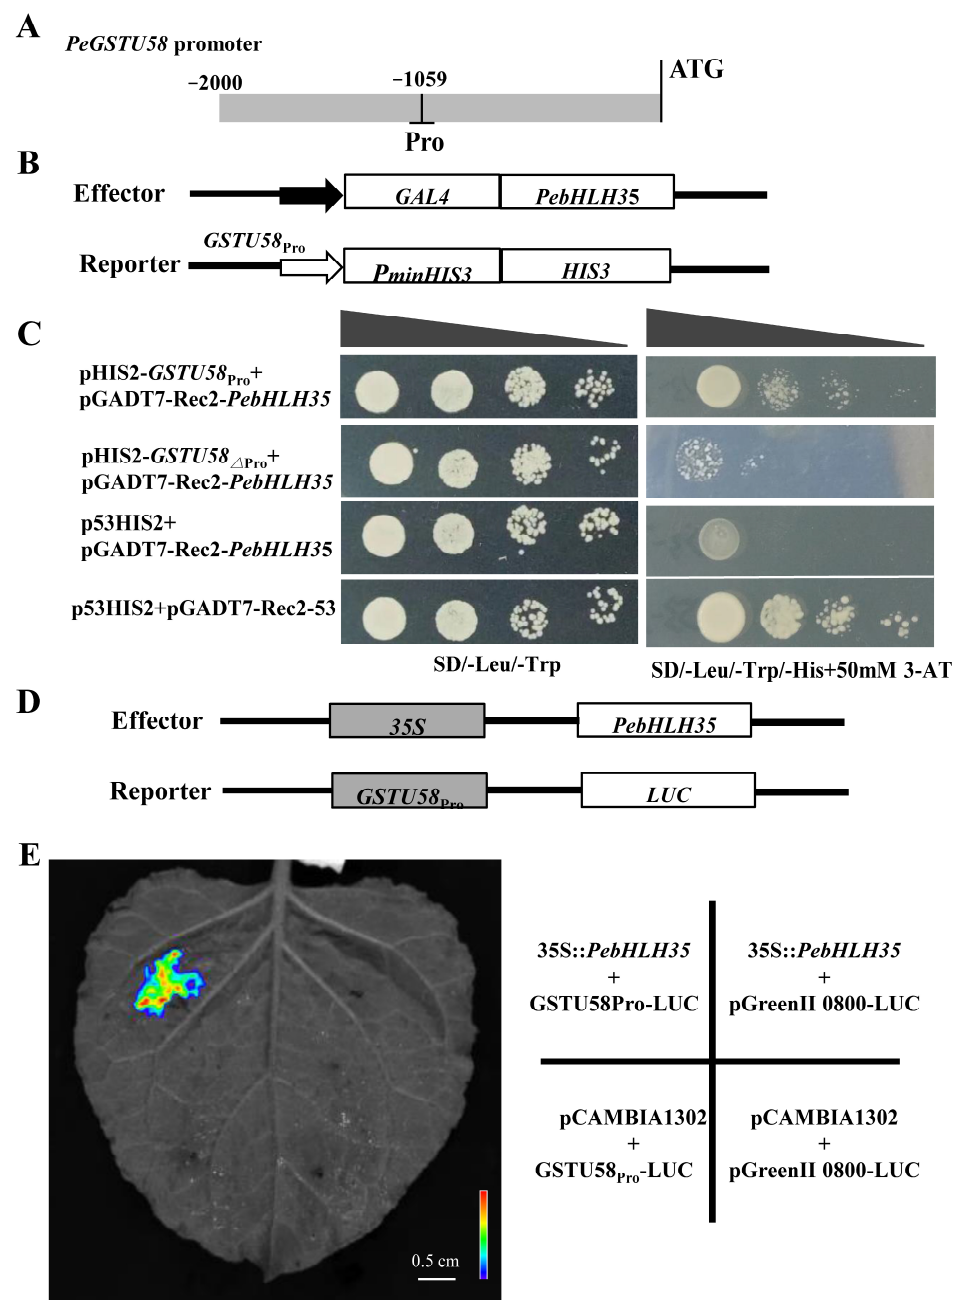 A
PeGSTU58 promoter
−2000
−1059
ATG
Pro
B
Effector
GAL4
PebHLH35
GSTU58Pro
Reporter
PminHIS3
HIS3
C
pHIS2-GSTU58Pro+
pGADT7-Rec2-PebHLH35
pHIS2-GSTU58△Pro+
pGADT7-Rec2-PebHLH35
p53HIS2+
pGADT7-Rec2-PebHLH35
p53HIS2+pGADT7-Rec2-53
SD/-Leu/-Trp
SD/-Leu/-Trp/-His+50mM 3-AT
D
Effector
35S
PebHLH35
Reporter
GSTU58Pro
LUC
E
0.5 cm
35S::PebHLH35
+
GSTU58Pro-LUC
35S::PebHLH35
+
pGreenII 0800-LUC
pCAMBIA1302
+
GSTU58Pro-LUC
pCAMBIA1302
+
pGreenII 0800-LUC